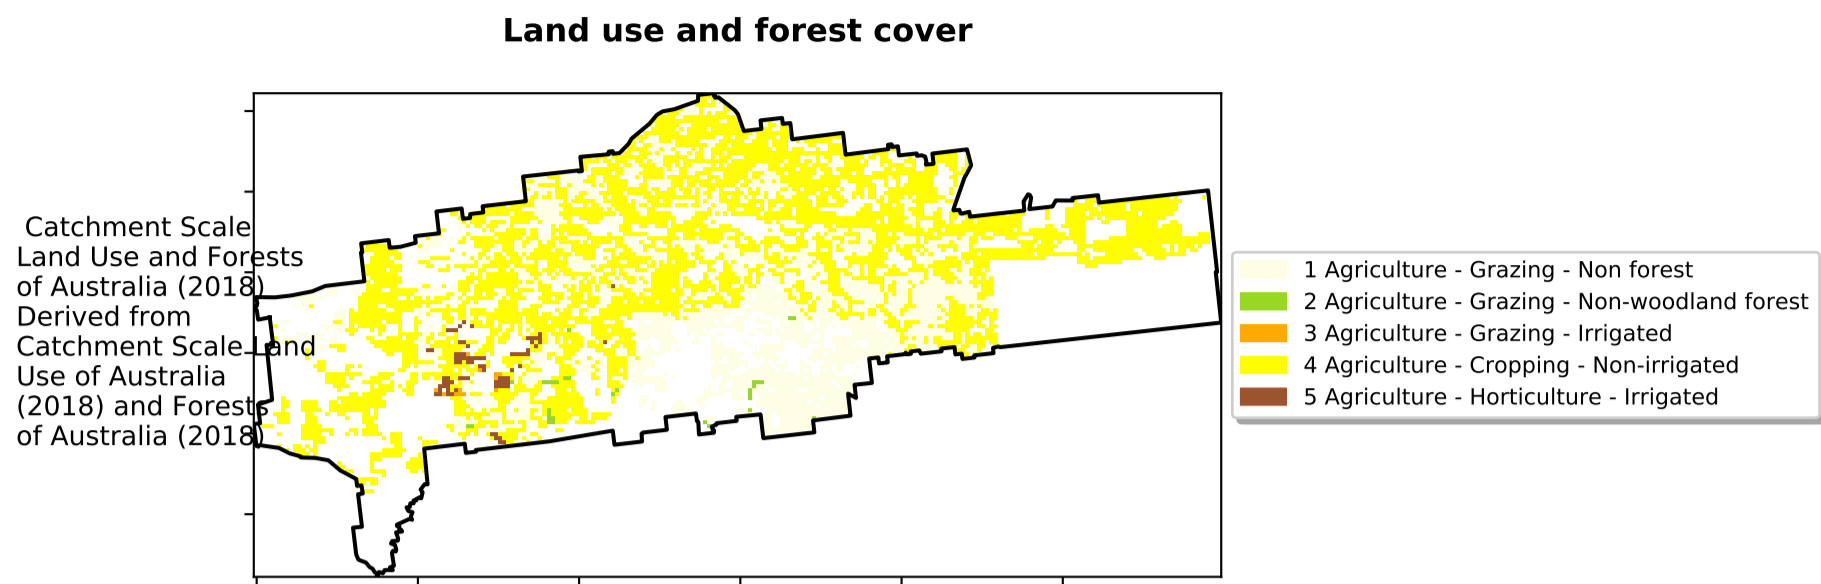 Land use and forest cover
Catchment Scale
Land Use and Forests
of Australia (2018)
Derived from
Catchment Scale Land
Use of Australia
(2018) and Forests
of Australia (2018)
1 Agriculture - Grazing - Non forest
2 Agriculture - Grazing - Non-woodland forest
3 Agriculture - Grazing - Irrigated
4 Agriculture - Cropping - Non-irrigated
5 Agriculture - Horticulture - Irrigated